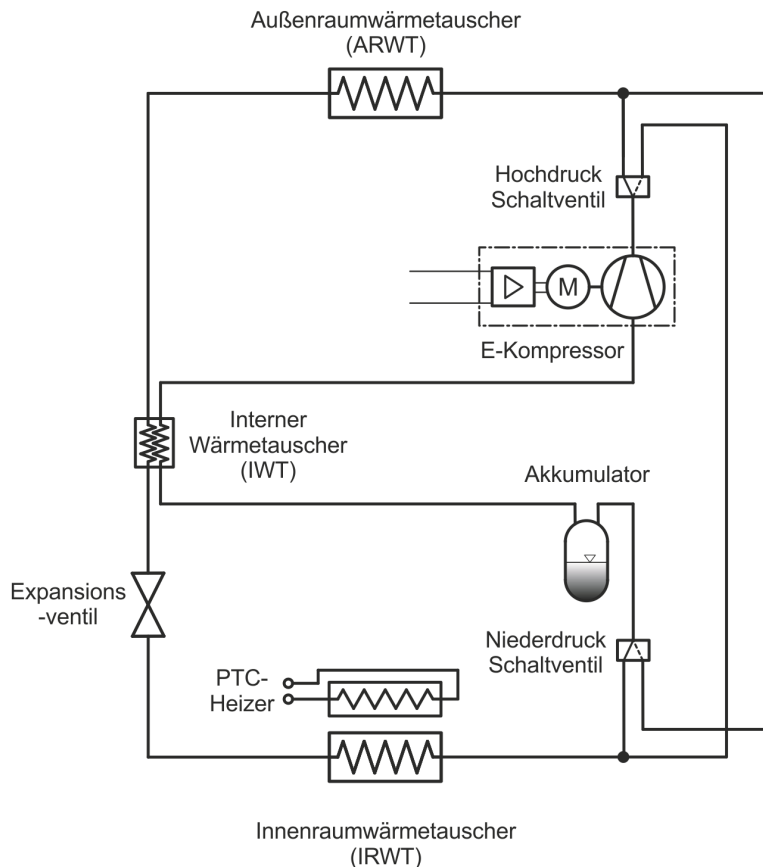 Außenraumwärmetauscher
(ARWT)
Hochdruck
Schaltventil
M
E-Kompressor
Interner
Wärmetauscher
(IWT)
Akkumulator
Expansions
-ventil
Niederdruck
Schaltventil
PTC-
Heizer
Innenraumwärmetauscher
(IRWT)